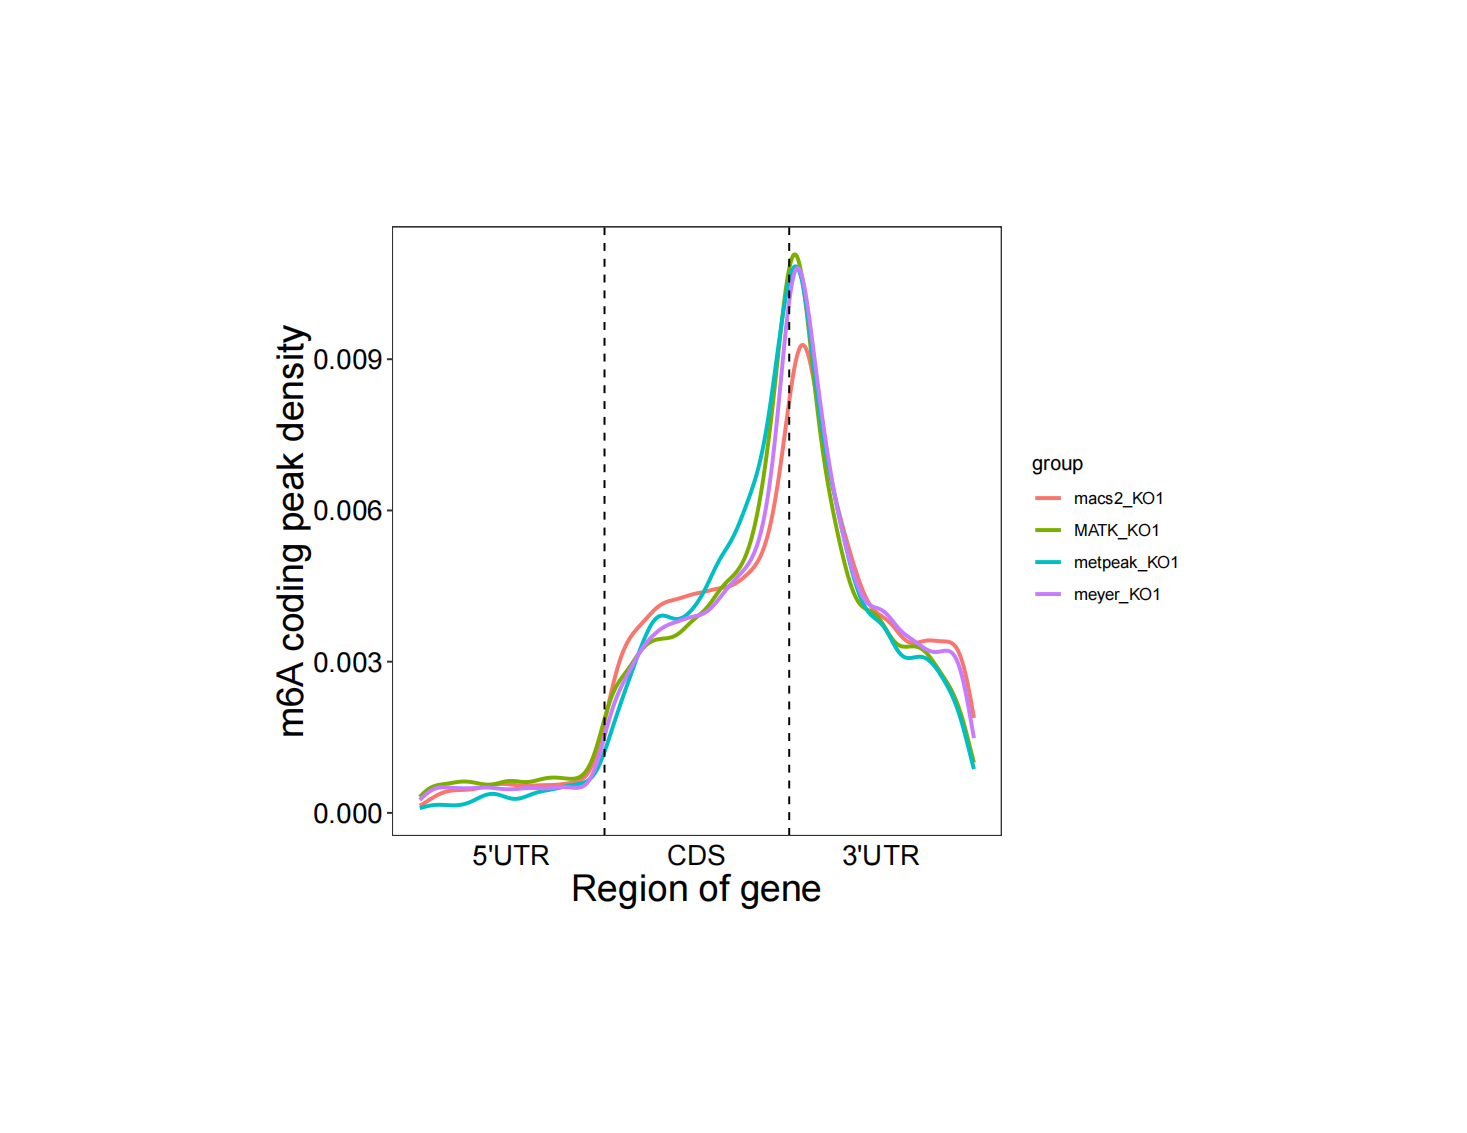 m6A coding peak density
0.009
0.006
0.003
0.000
5'UTR CDS 3'UTR
Region of gene
group
macs2_KO1
MATK_KO1
metpeak_KO1
meyer_KO1